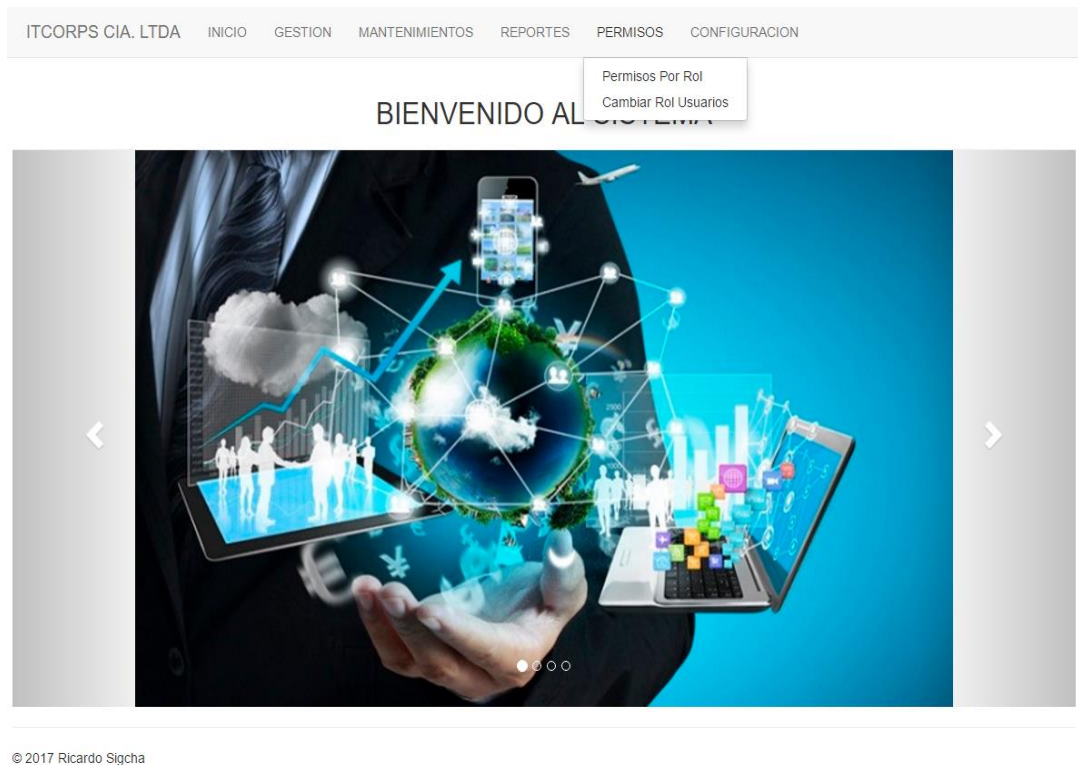 ITCORPS CIA. LTDA INICIO GESTION MANTENIMIENTOS REPORTES PERMISOS CONFIGURACION
Permisos Por Rol
Cambiar Rol Usuarios
BIENVENIDO AL SISTEMA
© 2017 Ricardo Sigcha